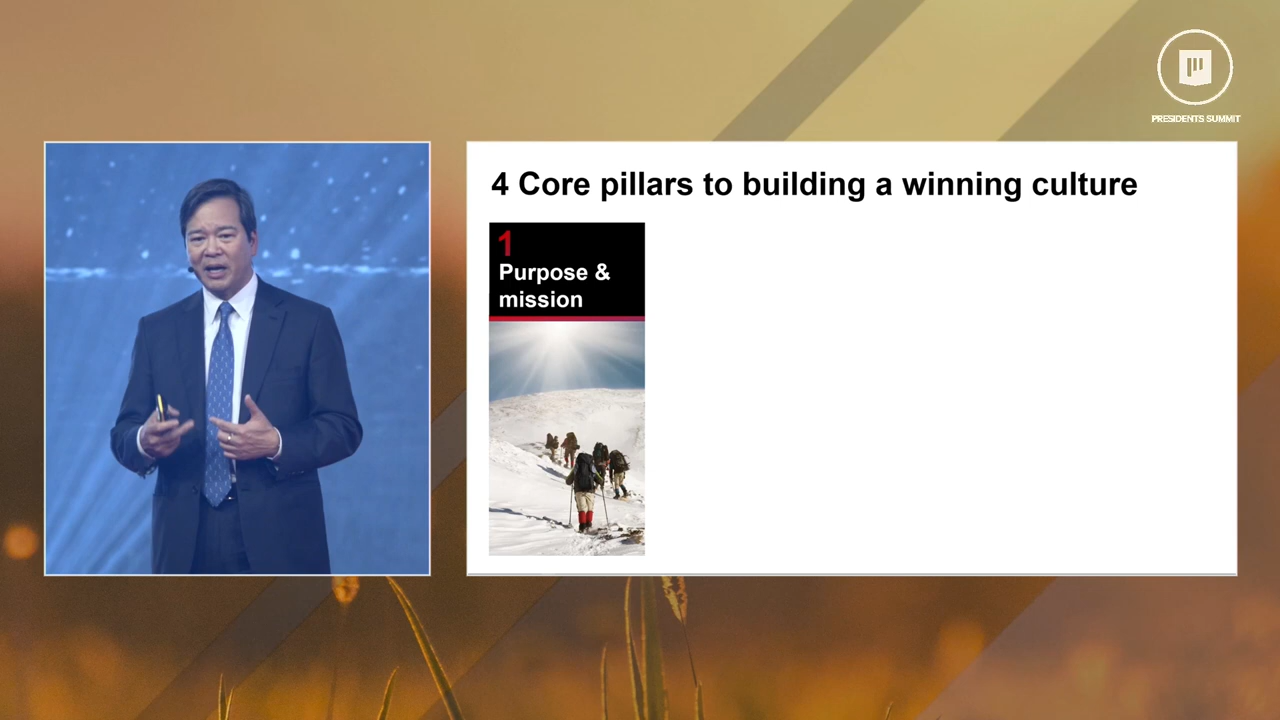 PRESIDENTS SUMMIT
4 Core pillars to building a winning culture
1
Purpose &
mission